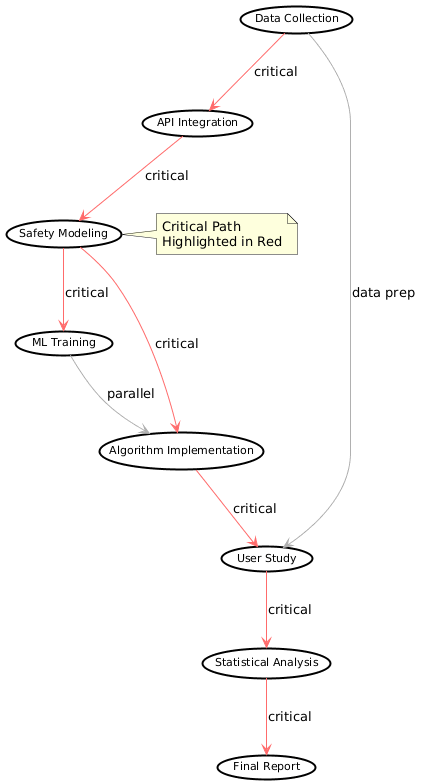 Data Collection
critical
API Integration
critical
Safety Modeling
Critical Path
Highlighted in Red
critical
data prep
ML Training
critical
parallel
Algorithm Implementation
critical
User Study
critical
Statistical Analysis
critical
Final Report